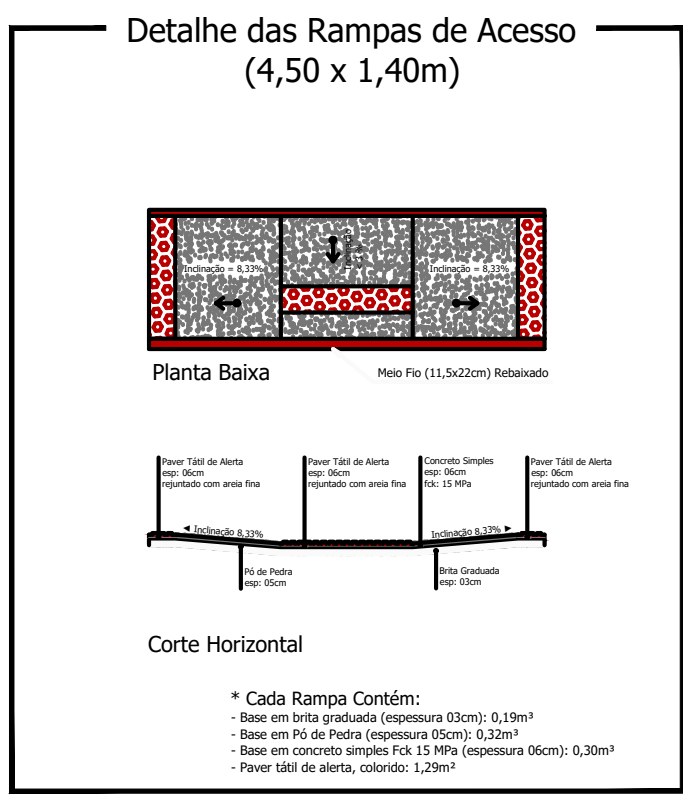 Detalhe das Rampas de Acesso
(4,50 x 1,40m)
Inclinação = 8,33%
Inclinação
Inclinação = 8,33%
Planta Baixa
Meio Fio (11,5x22cm) Rebaixado
Paver Tátil de Alerta
esp: 06cm
rejuntado com areia fina
Paver Tátil de Alerta
esp: 06cm
rejuntado com areia fina
Concreto Simples
esp: 06cm
fck: 15 MPa
Paver Tátil de Alerta
esp: 06cm
rejuntado com areia fina
Inclinação 8,33%
Inclinação 8,33%
Pó de Pedra
esp: 05cm
Brita Graduada
esp: 03cm
Corte Horizontal
* Cada Rampa Contém:
- Base em brita graduada (espessura 03cm): 0,19m³
- Base em Pó de Pedra (espessura 05cm): 0,32m³
- Base em concreto simples Fck 15 MPa (espessura 06cm): 0,30m³
- Paver tátil de alerta, colorido: 1,29m²